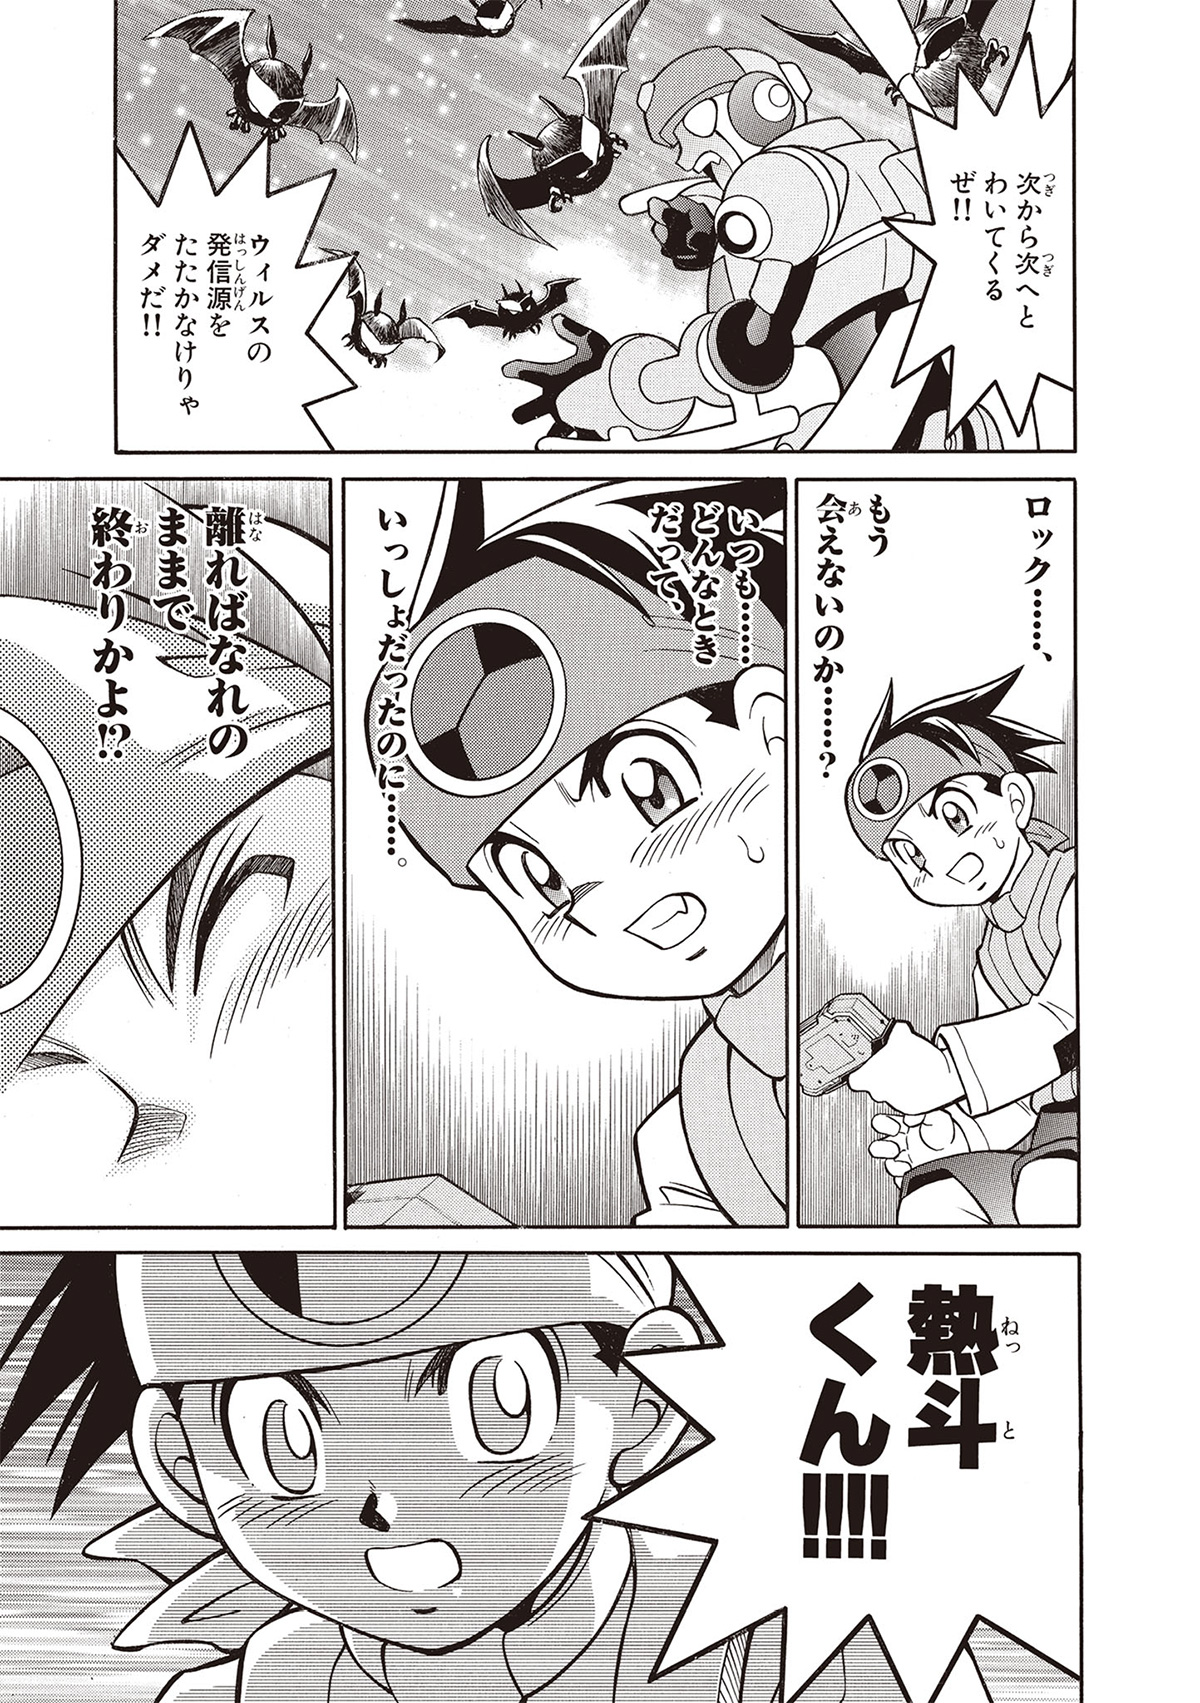 次から次へと
わいてくる
ぜ!!
ウィルスの
発信源を
たたかなけりゃ
ダメだ!!
ロック……、
もう
会えないのか……?
いつも……
どんなとき
だって、
いっしょだったのに……。
離ればなれの
ままで
終わりかよ!?
熱斗
くん!!!!